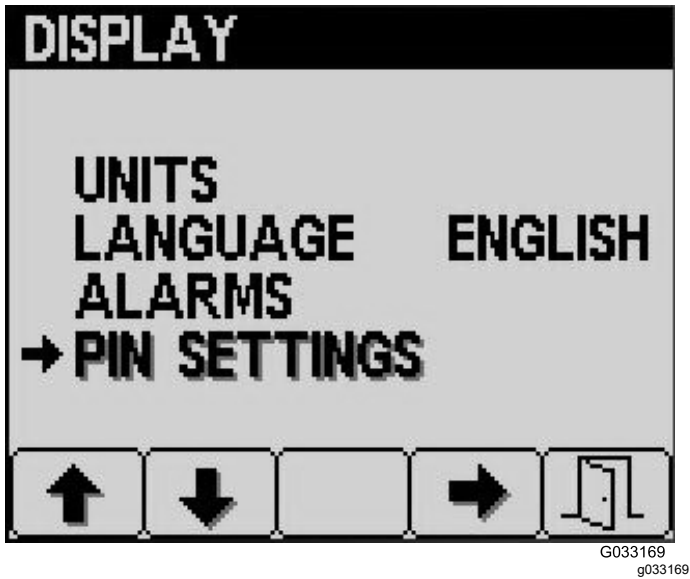 DISPLAY
UNITS
LANGUAGE ENGLISH
ALARMS
PIN SETTINGS
G033169
g033169